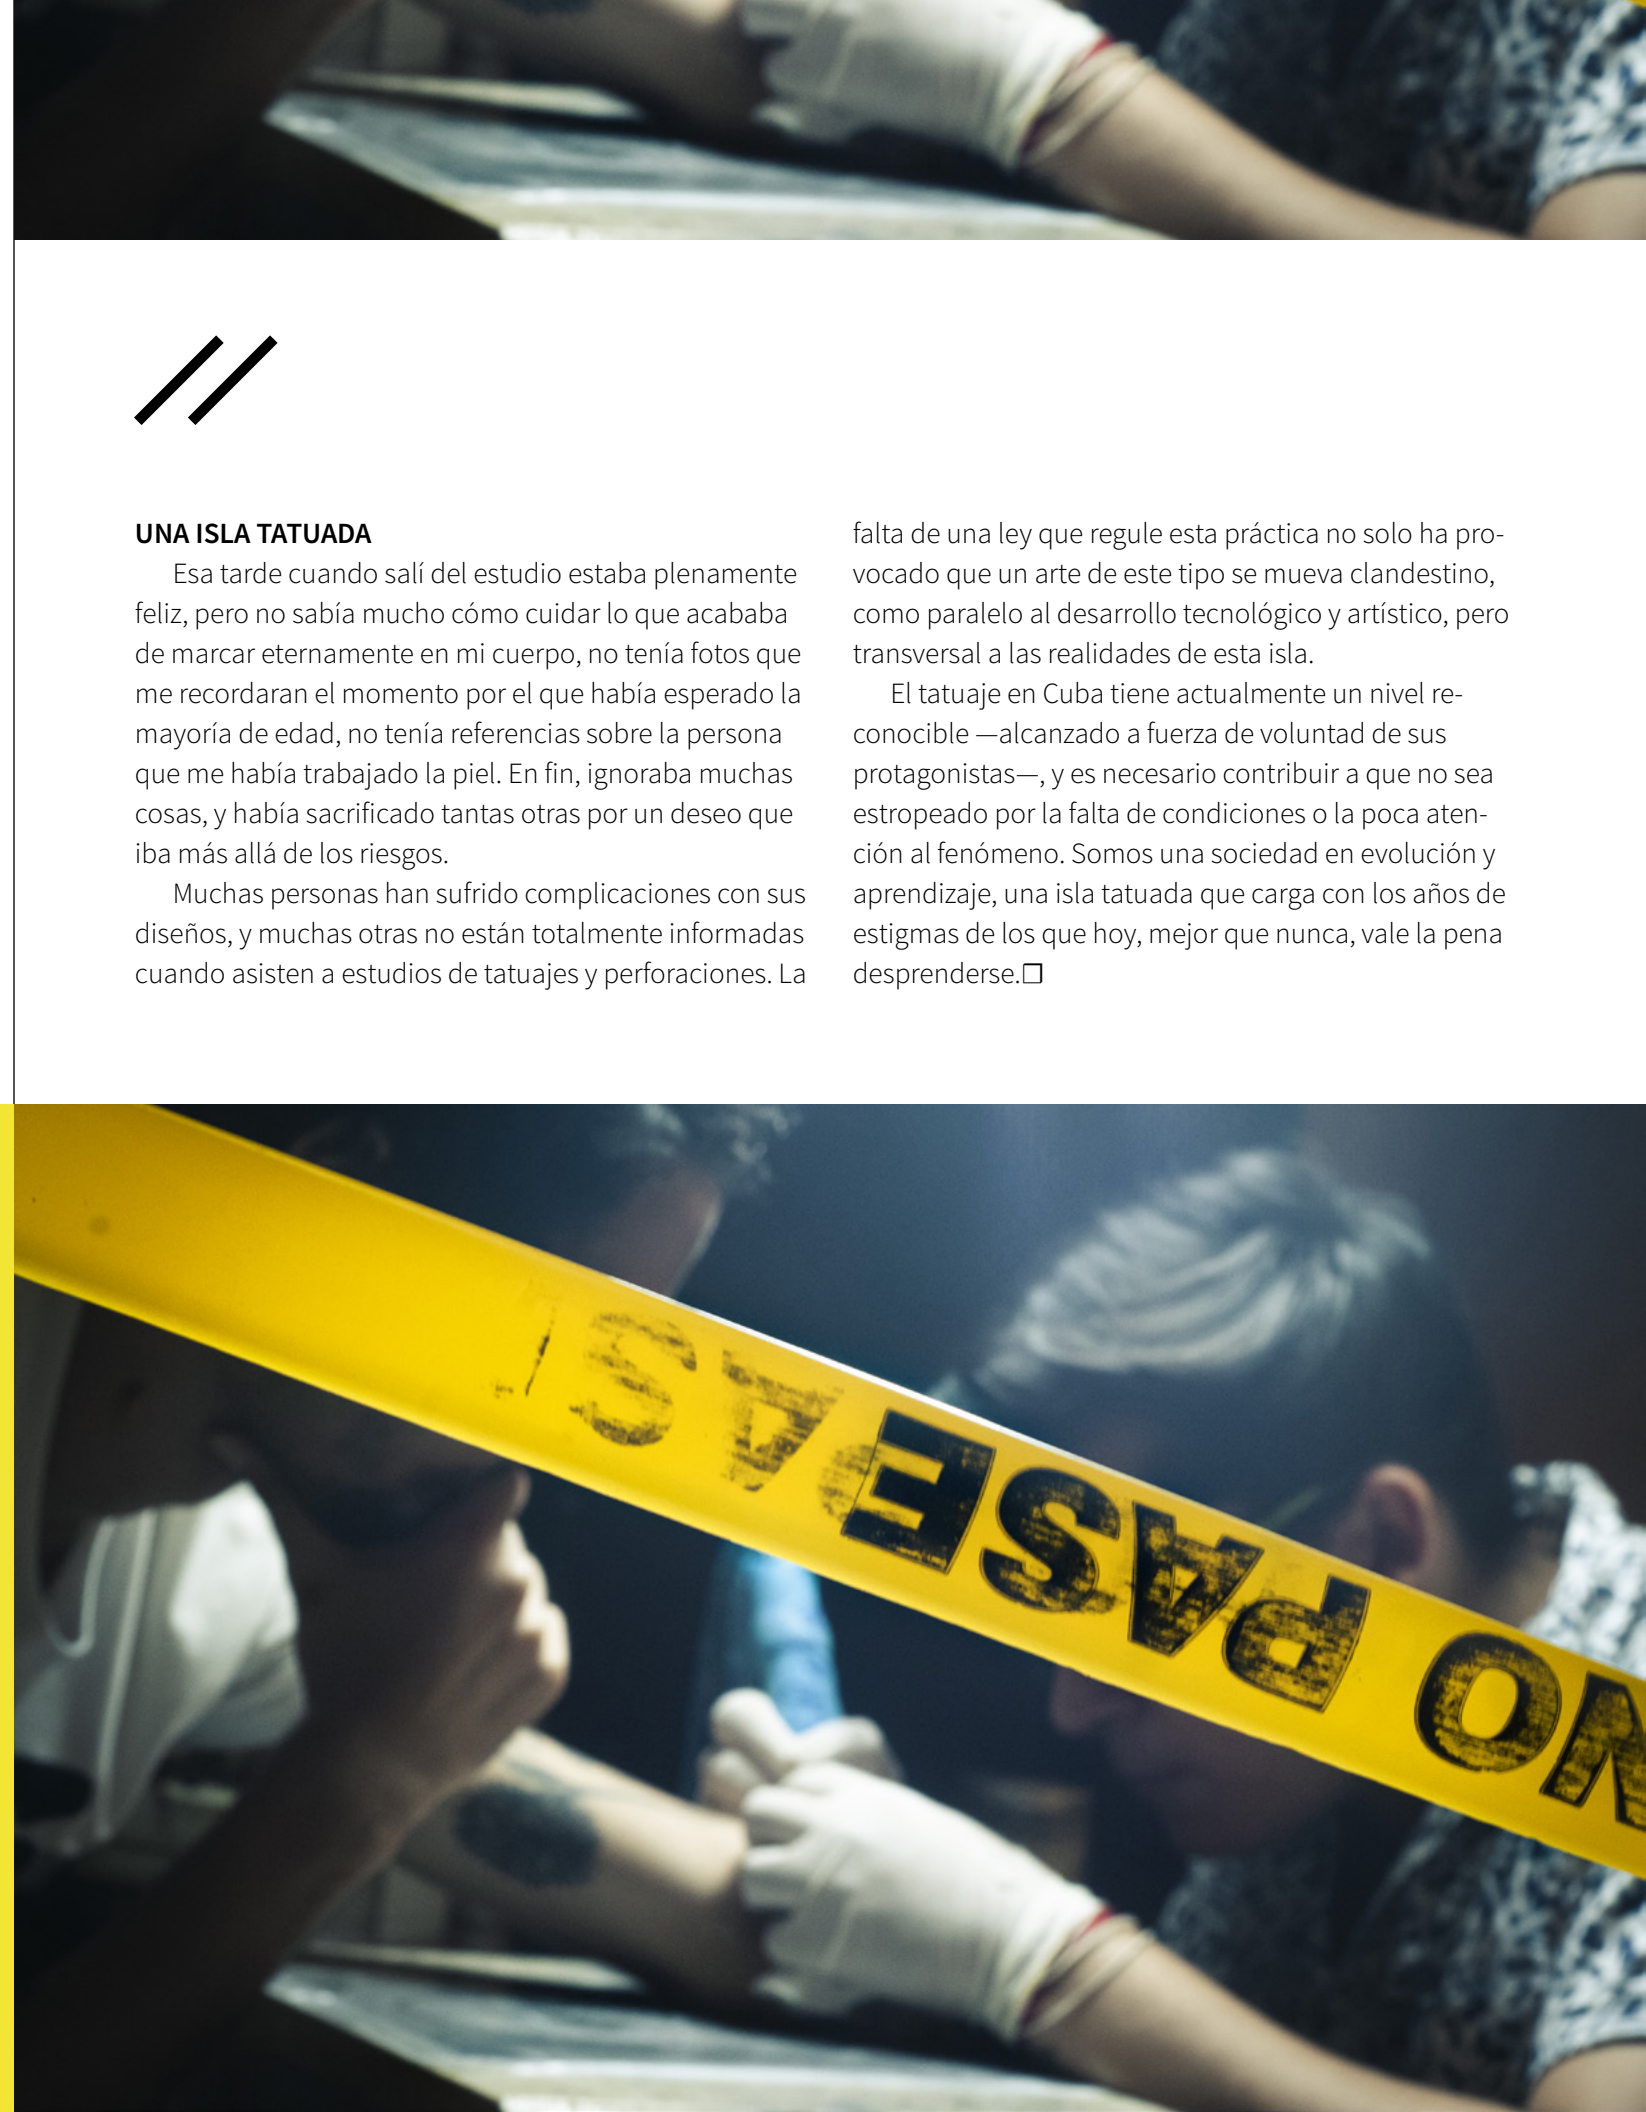 UNA ISLA TATUADA
Esa tarde cuando salí del estudio estaba plenamente
feliz, pero no sabía mucho cómo cuidar lo que acababa
de marcar eternamente en mi cuerpo, no tenía fotos que
me recordaran el momento por el que había esperado la
mayoría de edad, no tenía referencias sobre la persona
que me había trabajado la piel. En fin, ignoraba muchas
cosas, y había sacrificado tantas otras por un deseo que
iba más allá de los riesgos.
Muchas personas han sufrido complicaciones con sus
diseños, y muchas otras no están totalmente informadas
cuando asisten a estudios de tatuajes y perforaciones. La
falta de una ley que regule esta práctica no solo ha pro-
vocado que un arte de este tipo se mueva clandestino,
como paralelo al desarrollo tecnológico y artístico, pero
transversal a las realidades de esta isla.
El tatuaje en Cuba tiene actualmente un nivel re-
conocible —alcanzado a fuerza de voluntad de sus
protagonistas—, y es necesario contribuir a que no sea
estropeado por la falta de condiciones o la poca aten-
ción al fenómeno. Somos una sociedad en evolución y
aprendizaje, una isla tatuada que carga con los años de
estigmas de los que hoy, mejor que nunca, vale la pena
desprenderse.❒
NO PASE